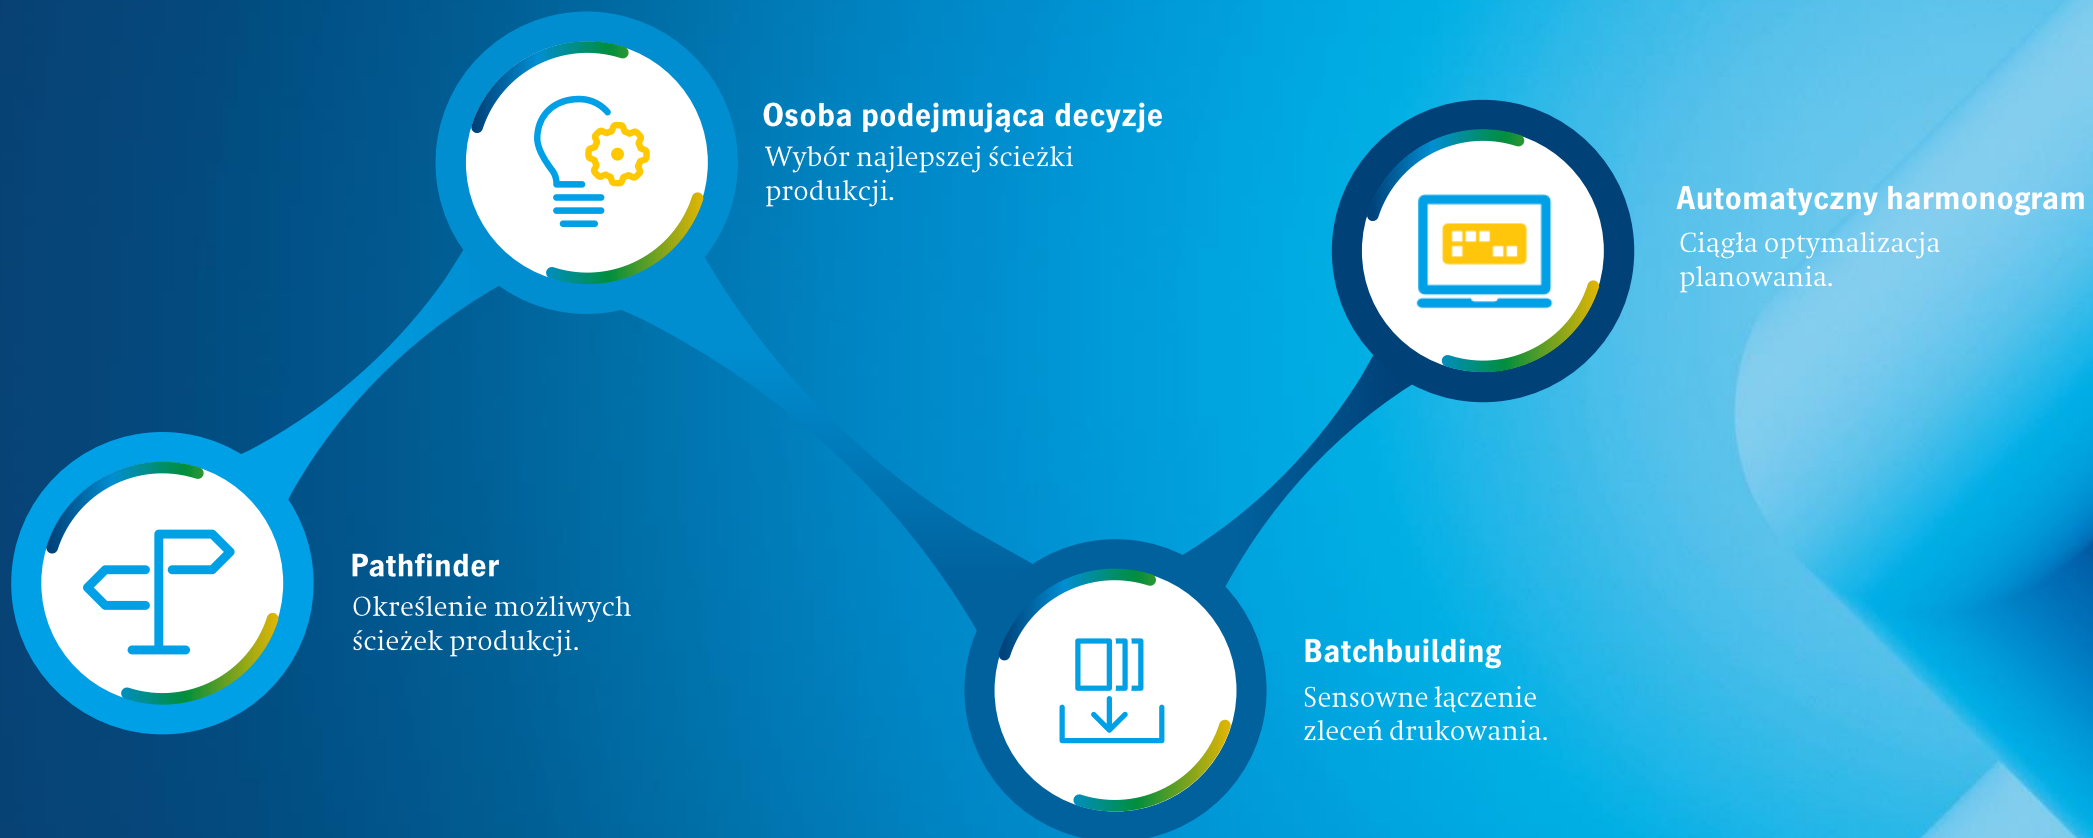 Osoba podejmująca decyzje
Wybór najlepszej ścieżki
produkcji.
Automatyczny harmonogram
Ciągła optymalizacja
planowania.
Pathfinder
Określenie możliwych
ścieżek produkcji.
Batchbuilding
Sensowne łączenie
zleceń drukowania.